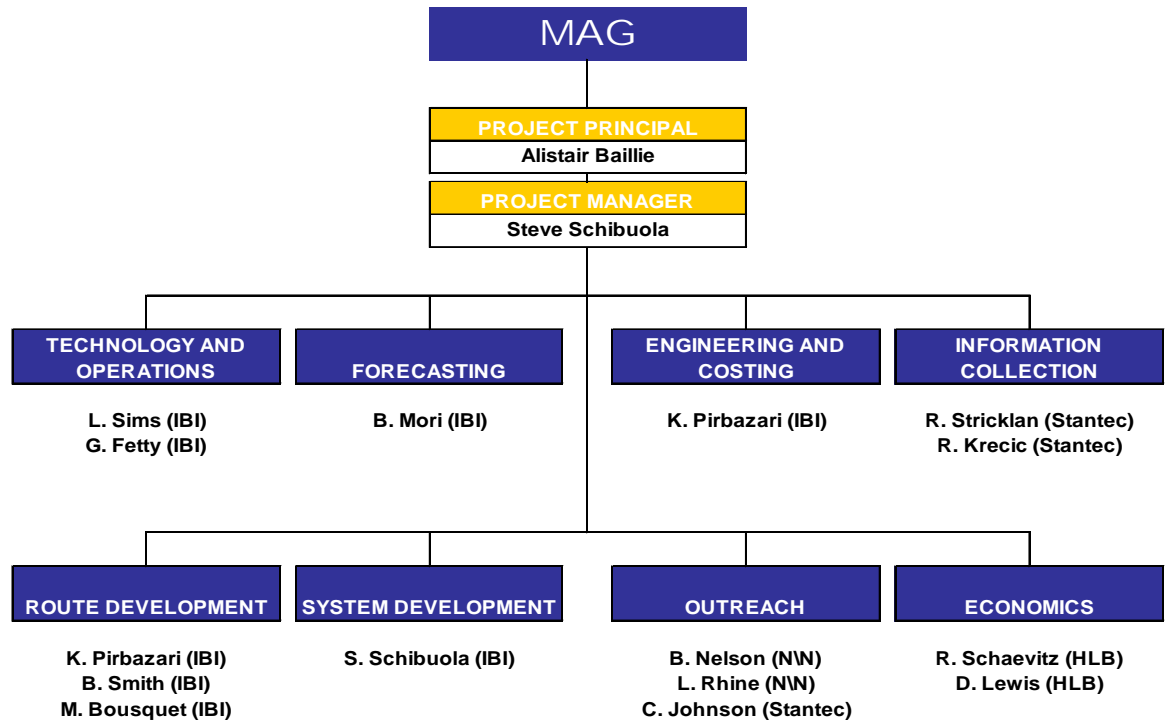 MAG
PROJECT PRINCIPAL
Alistair Baillie
PROJECT MANAGER
Steve Schibuola
TECHNOLOGY AND
OPERATIONS
L. Sims (IBI)
G. Fetty (IBI)
FORECASTING
B. Mori (IBI)
ENGINEERING AND
COSTING
K. Pirbazari (IBI)
INFORMATION
COLLECTION
R. Stricklan (Stantec)
R. Krecic (Stantec)
ROUTE DEVELOPMENT
K. Pirbazari (IBI)
B. Smith (IBI)
M. Bousquet (IBI)
SYSTEM DEVELOPMENT
S. Schibuola (IBI)
OUTREACH
B. Nelson (N\N)
L. Rhine (N\N)
C. Johnson (Stantec)
ECONOMICS
R. Schaevitz (HLB)
D. Lewis (HLB)